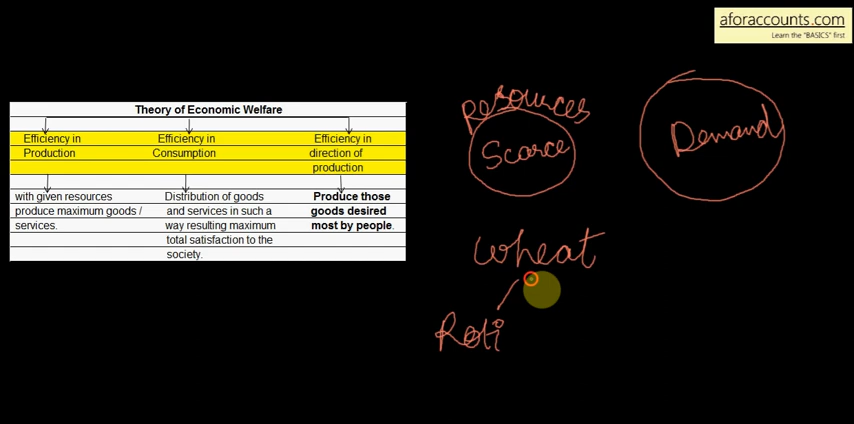 aforaccounts.com
Learn the "BASICS" first
Theory of Economic Welfare
Efficiency in Production
Efficiency in Consumption
Efficiency in direction of production
with given resources
produce maximum goods /
services.
Distribution of goods
and services in such a
way resulting maximum
total satisfaction to the
society.
Produce those
goods desired
most by people.
Resources
Scarce
Demand
Wheat
Roti